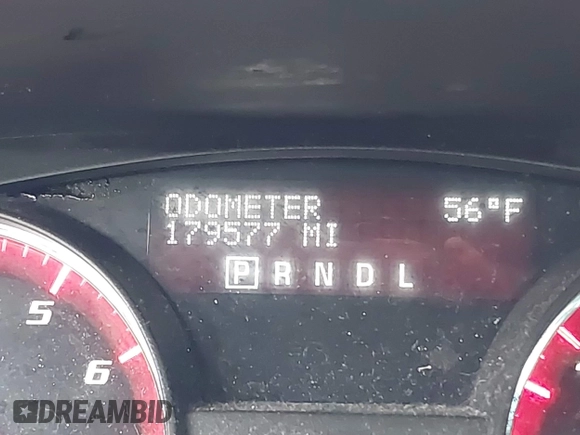 ODOMETER 56°F
179577 MI
P R N D L
5
6
DREAMBID